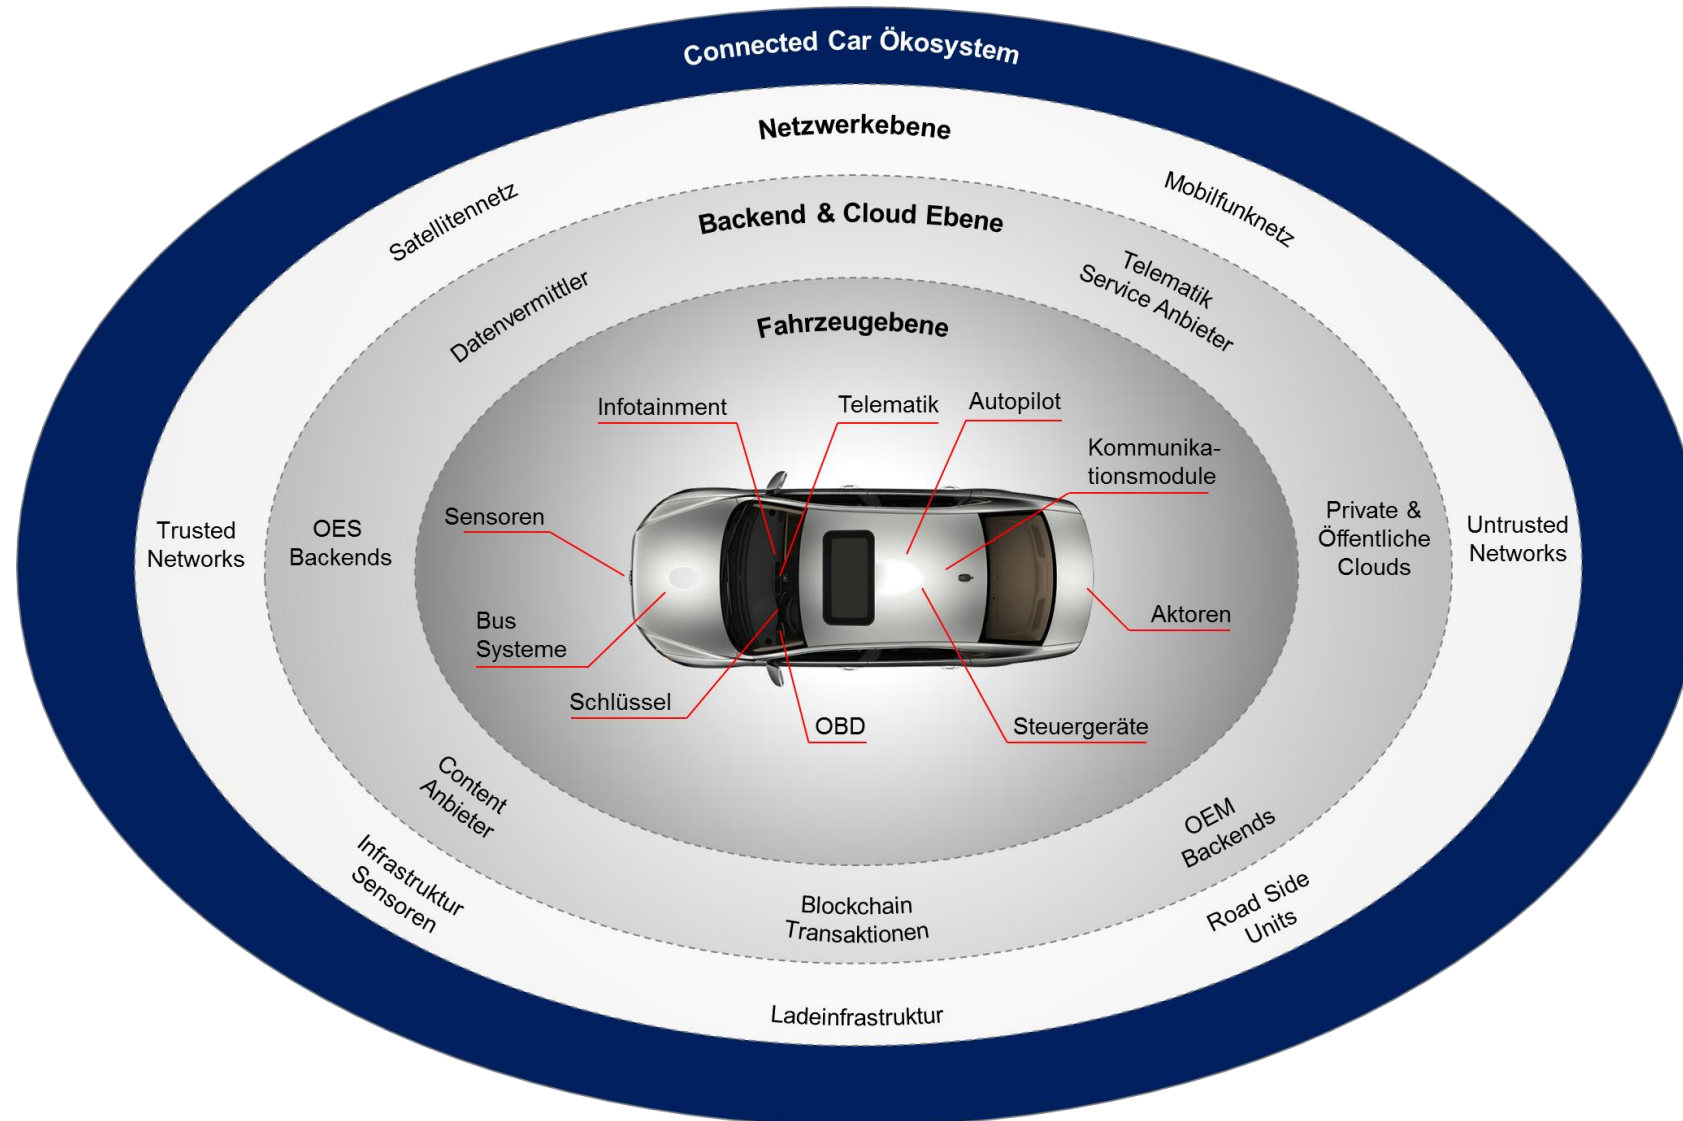 Connected Car Ökosystem
Netzwerkebene
Satellitennetz
Mobilfunknetz
Backend & Cloud Ebene
Datenvermittler
Telematik
Service Anbieter
Fahrzeugebene
Infotainment
Telematik
Autopilot
Kommunika-
tionsmodule
Sensoren
Trusted
Networks
OES
Backends
Private &
Öffentliche
Clouds
Untrusted
Networks
Bus
Systeme
Aktoren
Schlüssel
OBD
Steuergeräte
Content
Anbieter
OEM
Backends
Infrastruktur
Sensoren
Blockchain
Transaktionen
Road Side
Units
Ladeinfrastruktur